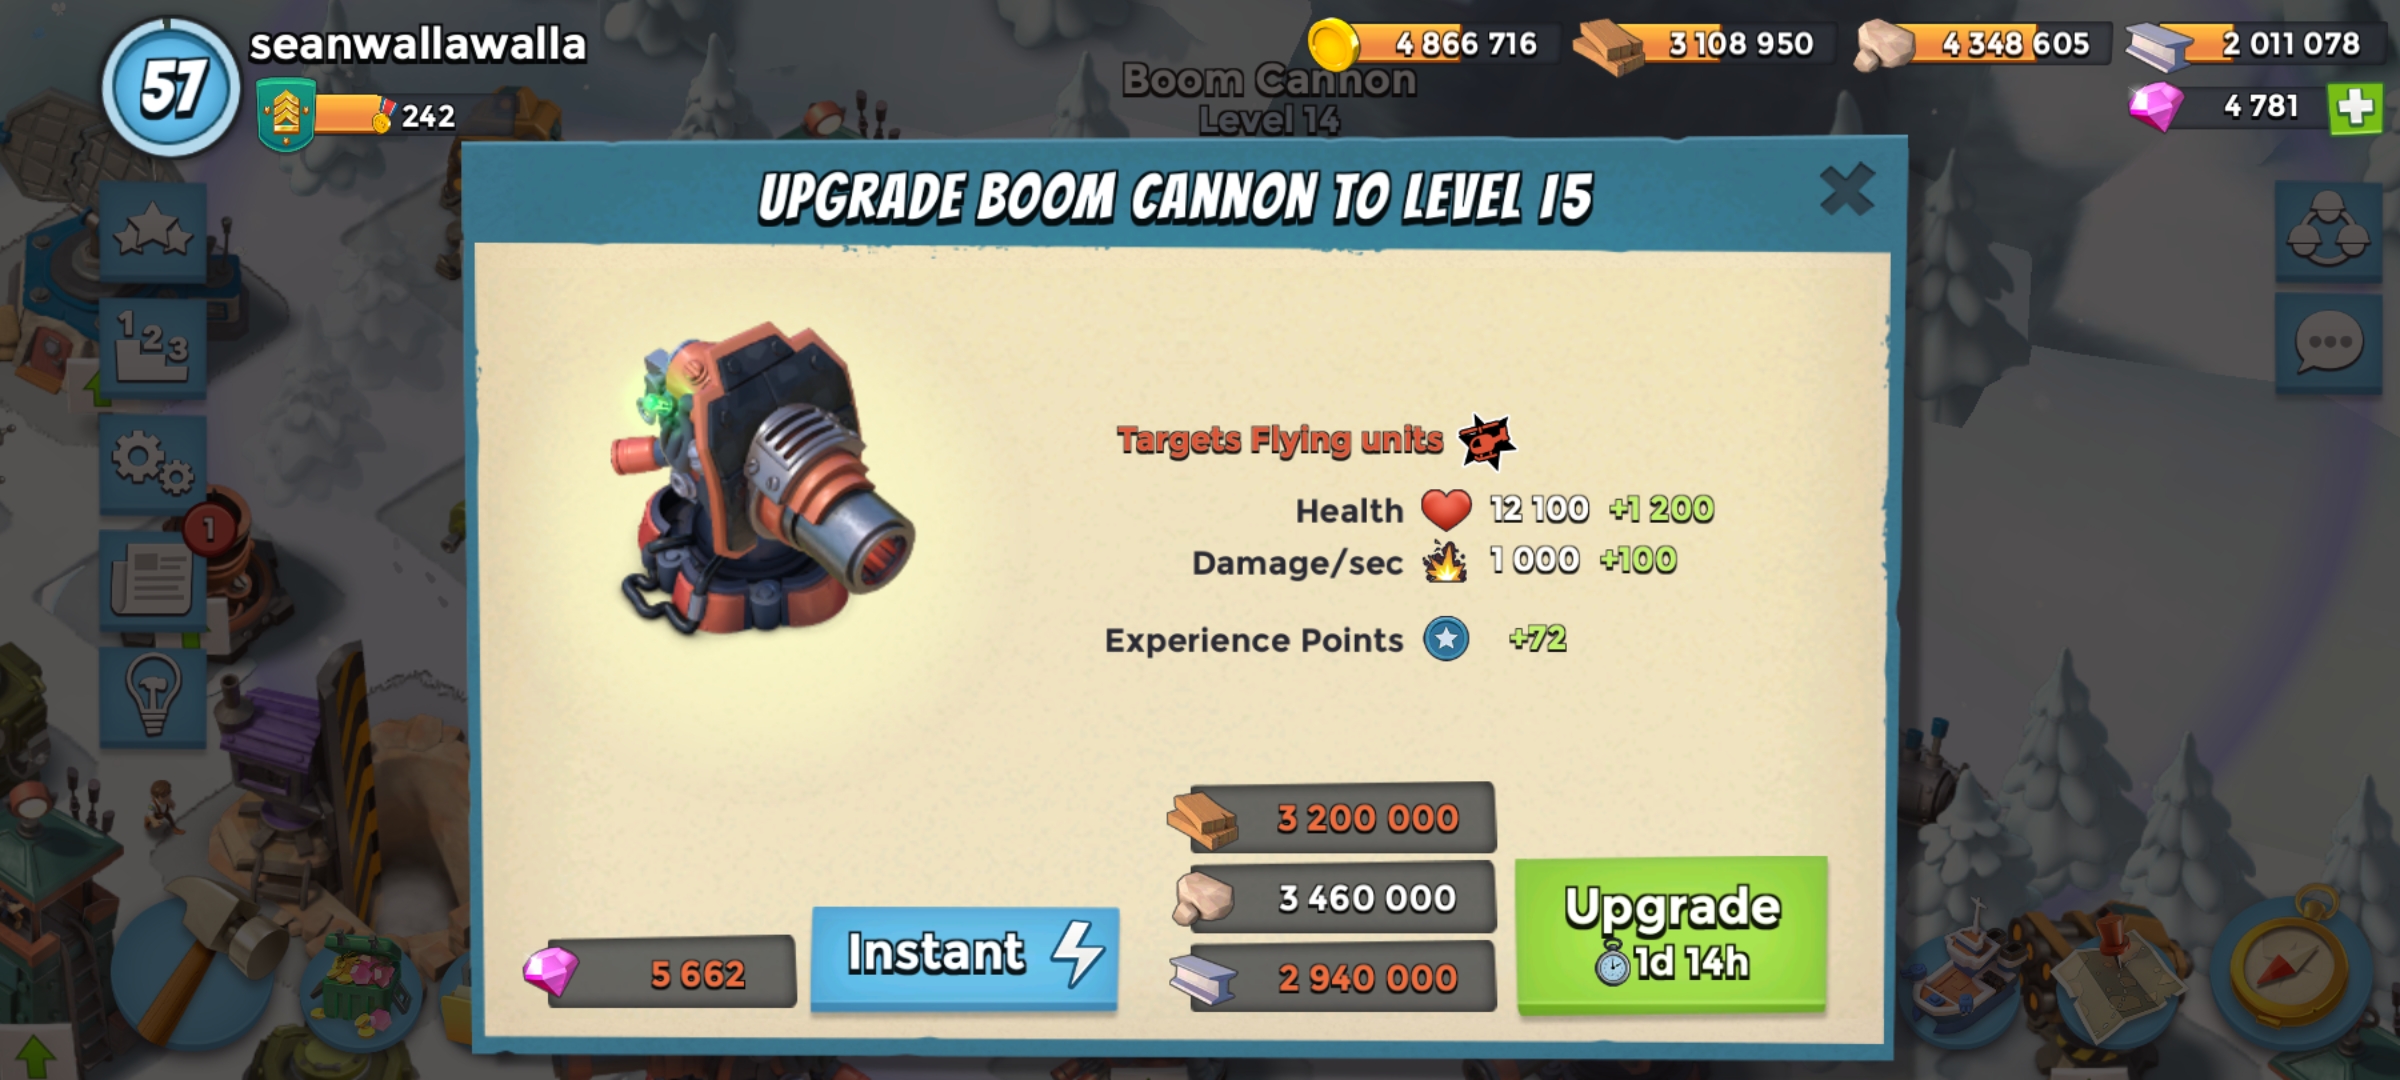 57
seanwallawalla
242
4 866 716
3 108 950
4 348 605
2 011 078
4 781
Boom Cannon
Level 14
UPGRADE BOOM CANNON TO LEVEL 15
1 2 3
1
Targets Flying units
Health 12 100 +1 200
Damage/sec 1 000 +100
Experience Points +72
5 662
Instant
3 200 000
3 460 000
2 940 000
Upgrade
1d 14h